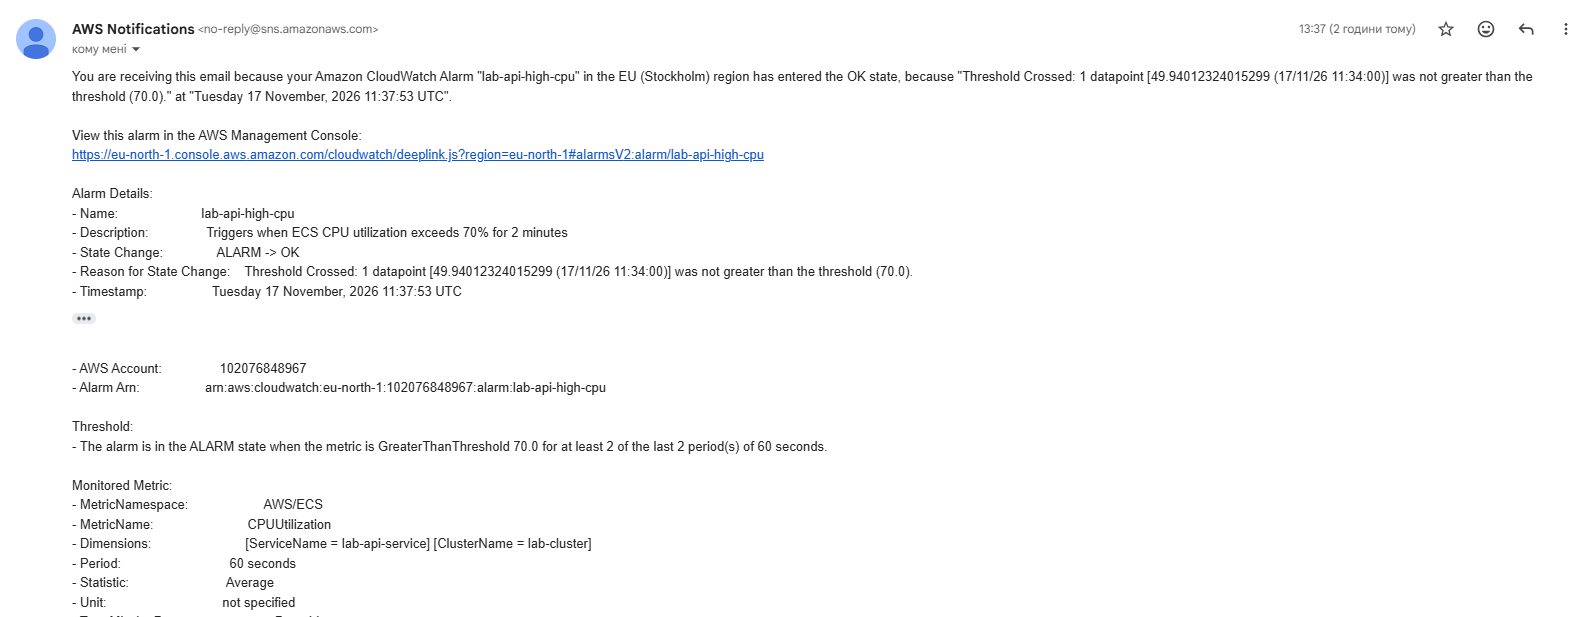 AWS Notifications <no-reply@sns.amazonaws.com>
13:37 (2 години тому)
кому мені
You are receiving this email because your Amazon CloudWatch Alarm "lab-api-high-cpu" in the EU (Stockholm) region has entered the OK state, because "Threshold Crossed: 1 datapoint [49.94012324015299 (17/11/26 11:34:00)] was not greater than the
threshold (70.0)." at "Tuesday 17 November, 2026 11:37:53 UTC".
View this alarm in the AWS Management Console:
https://eu-north-1.console.aws.amazon.com/cloudwatch/deeplink.js?region=eu-north-1#alarmsV2:alarm/lab-api-high-cpu
Alarm Details:
- Name: lab-api-high-cpu
- Description: Triggers when ECS CPU utilization exceeds 70% for 2 minutes
- State Change: ALARM -> OK
- Reason for State Change: Threshold Crossed: 1 datapoint [49.94012324015299 (17/11/26 11:34:00)] was not greater than the threshold (70.0).
- Timestamp: Tuesday 17 November, 2026 11:37:53 UTC
- AWS Account: 102076848967
- Alarm Arn: arn:aws:cloudwatch:eu-north-1:102076848967:alarm:lab-api-high-cpu
Threshold:
- The alarm is in the ALARM state when the metric is GreaterThanThreshold 70.0 for at least 2 of the last 2 period(s) of 60 seconds.
Monitored Metric:
- MetricNamespace: AWS/ECS
- MetricName: CPUUtilization
- Dimensions: [ServiceName = lab-api-service] [ClusterName = lab-cluster]
- Period: 60 seconds
- Statistic: Average
- Unit: not specified